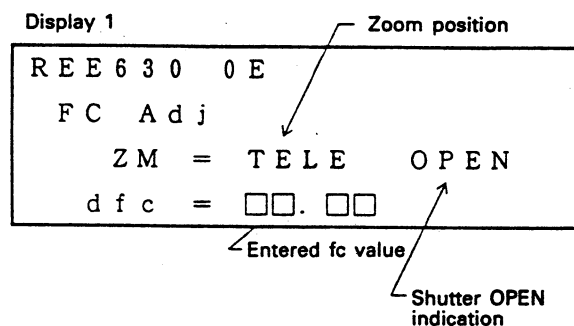 Display 1
Zoom position
REE630 0E
FC Adj
ZM = TELE OPEN
dfc = □□. □□
Entered fc value
Shutter OPEN
indication